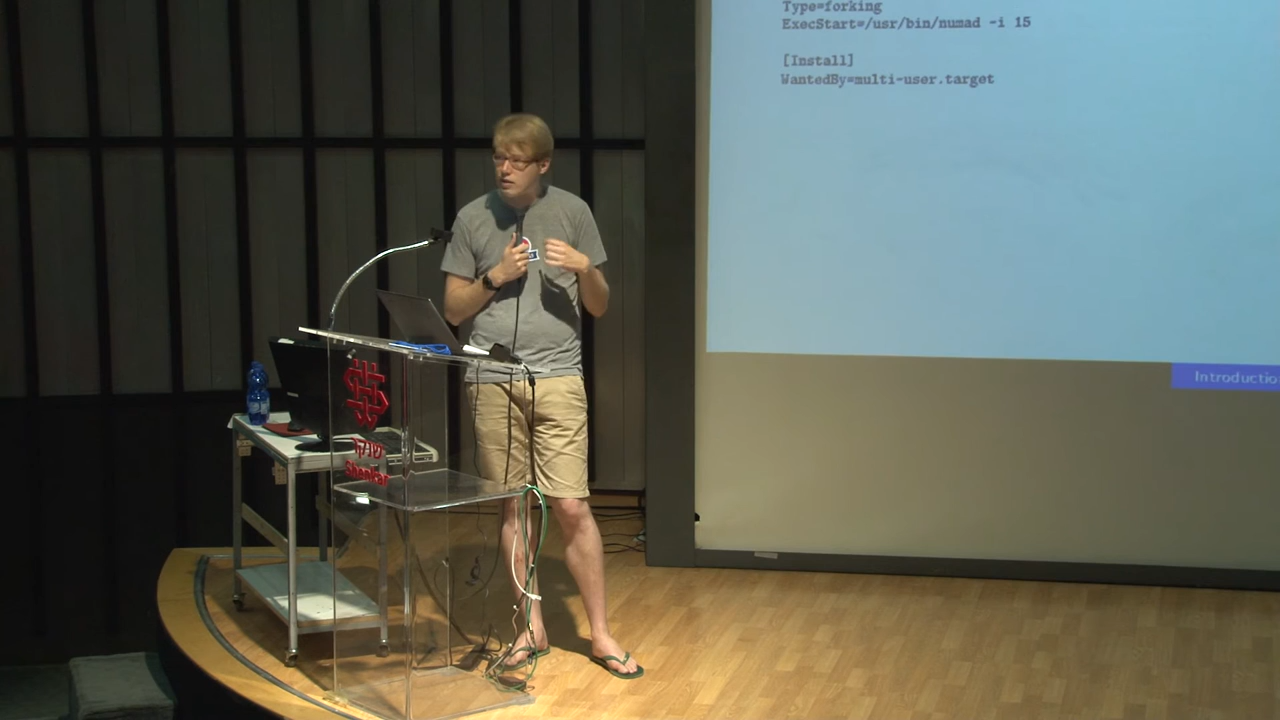 Type=forking
ExecStart=/usr/bin/numad -i 15
[Install]
WantedBy=multi-user.target
Introductio
שנקר
Shenkar